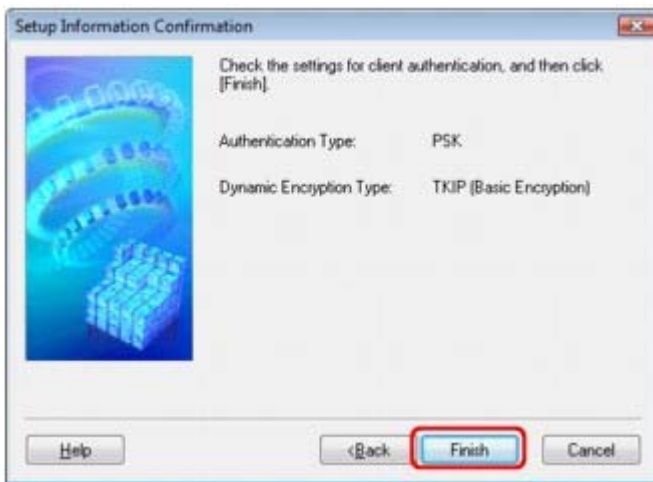 Setup Information Confirmation
Check the settings for client authentication, and then click
[Finish].
Authentication Type: PSK
Dynamic Encryption Type: TKIP (Basic Encryption)
Help <Back Finish Cancel